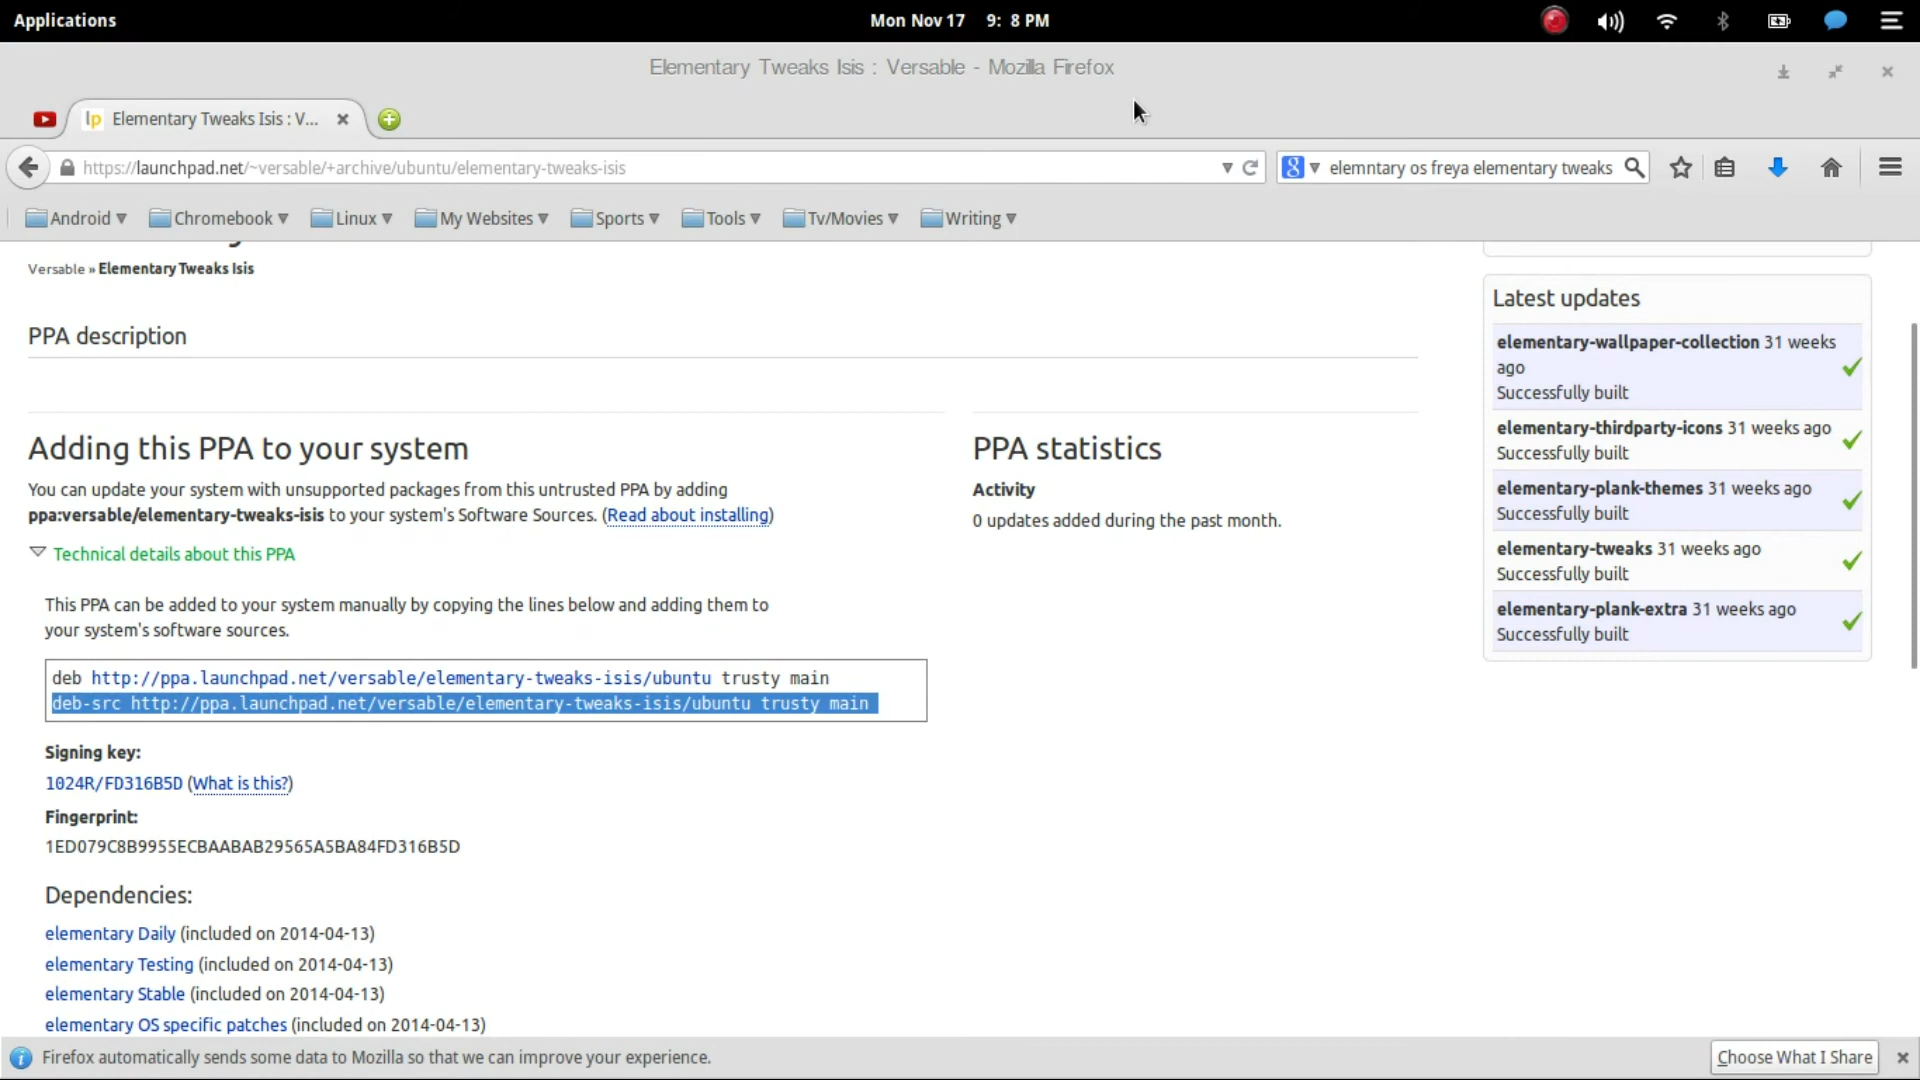 Applications
Mon Nov 17 9: 8 PM
Elementary Tweaks Isis : Versable - Mozilla Firefox
lp Elementary Tweaks Isis : V...
https://launchpad.net/~versable/+archive/ubuntu/elementary-tweaks-isis
8 elemntary os freya elementary tweaks
Android
Chromebook
Linux
My Websites
Sports
Tools
Tv/Movies
Writing
Versable » Elementary Tweaks Isis
PPA description
Adding this PPA to your system
You can update your system with unsupported packages from this untrusted PPA by adding
ppa:versable/elementary-tweaks-isis to your system's Software Sources. (Read about installing)
Technical details about this PPA
This PPA can be added to your system manually by copying the lines below and adding them to
your system's software sources.
deb http://ppa.launchpad.net/versable/elementary-tweaks-isis/ubuntu trusty main
deb-src http://ppa.launchpad.net/versable/elementary-tweaks-isis/ubuntu trusty main
Signing key:
1024R/FD316B5D (What is this?)
Fingerprint:
1ED079C8B9955ECBAABAB29565A5BA84FD316B5D
Dependencies:
elementary Daily (included on 2014-04-13)
elementary Testing (included on 2014-04-13)
elementary Stable (included on 2014-04-13)
elementary OS specific patches (included on 2014-04-13)
PPA statistics
Activity
0 updates added during the past month.
Latest updates
elementary-wallpaper-collection 31 weeks
ago
Successfully built
elementary-thirdparty-icons 31 weeks ago
Successfully built
elementary-plank-themes 31 weeks ago
Successfully built
elementary-tweaks 31 weeks ago
Successfully built
elementary-plank-extra 31 weeks ago
Successfully built
Firefox automatically sends some data to Mozilla so that we can improve your experience.
Choose What I Share